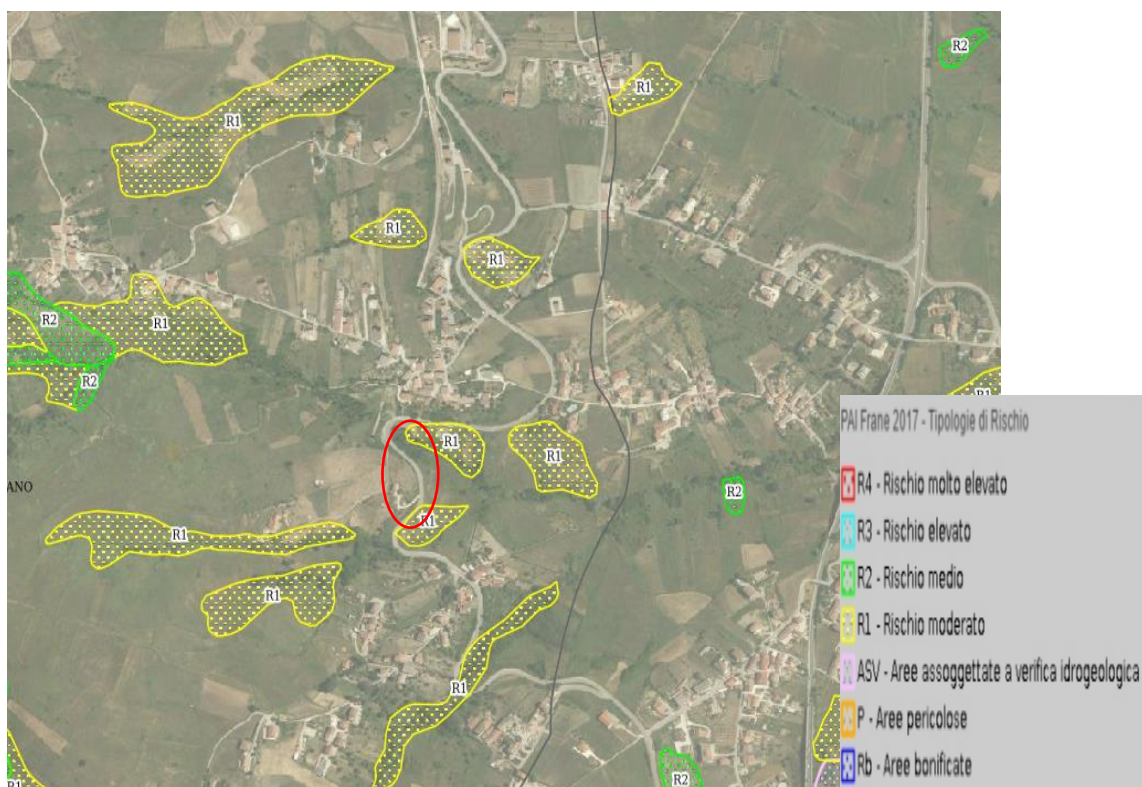 R2
R1
R1
R1
R1
R2
R1
R2
R1
R1
R1
ANO
R2
R1
R1
R1
R1
R2
R1
PAI Frane 2017 - Tipologie di Rischio
R4 - Rischio molto elevato
R3 - Rischio elevato
R2 - Rischio medio
R1 - Rischio moderato
ASV - Aree assoggettate a verifica idrogeologica
P - Aree pericolose
Rb - Aree bonificate